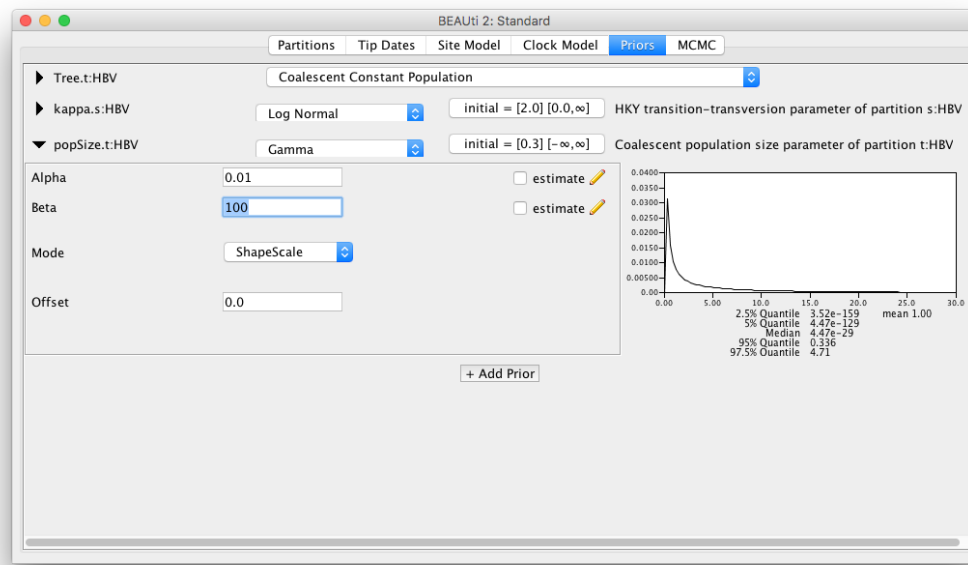 BEAUti 2: Standard
Partitions Tip Dates Site Model Clock Model Priors MCMC
Tree.t:HBV Coalescent Constant Population
kappa.s:HBV Log Normal initial = [2.0] [0.0,∞] HKY transition-transversion parameter of partition s:HBV
popSize.t:HBV Gamma initial = [0.3] [-∞,∞] Coalescent population size parameter of partition t:HBV
Alpha 0.01 estimate
Beta 100 estimate
Mode ShapeScale
Offset 0.0
0.0400
0.0350
0.0300
0.0250
0.0200
0.0150
0.0100
0.00500
0.00
0.00 5.00 10.0 15.0 20.0 25.0 30.0
2.5% Quantile 3.52e-159 mean 1.00
5% Quantile 4.47e-129
Median 4.47e-29
95% Quantile 0.336
97.5% Quantile 4.71
+ Add Prior